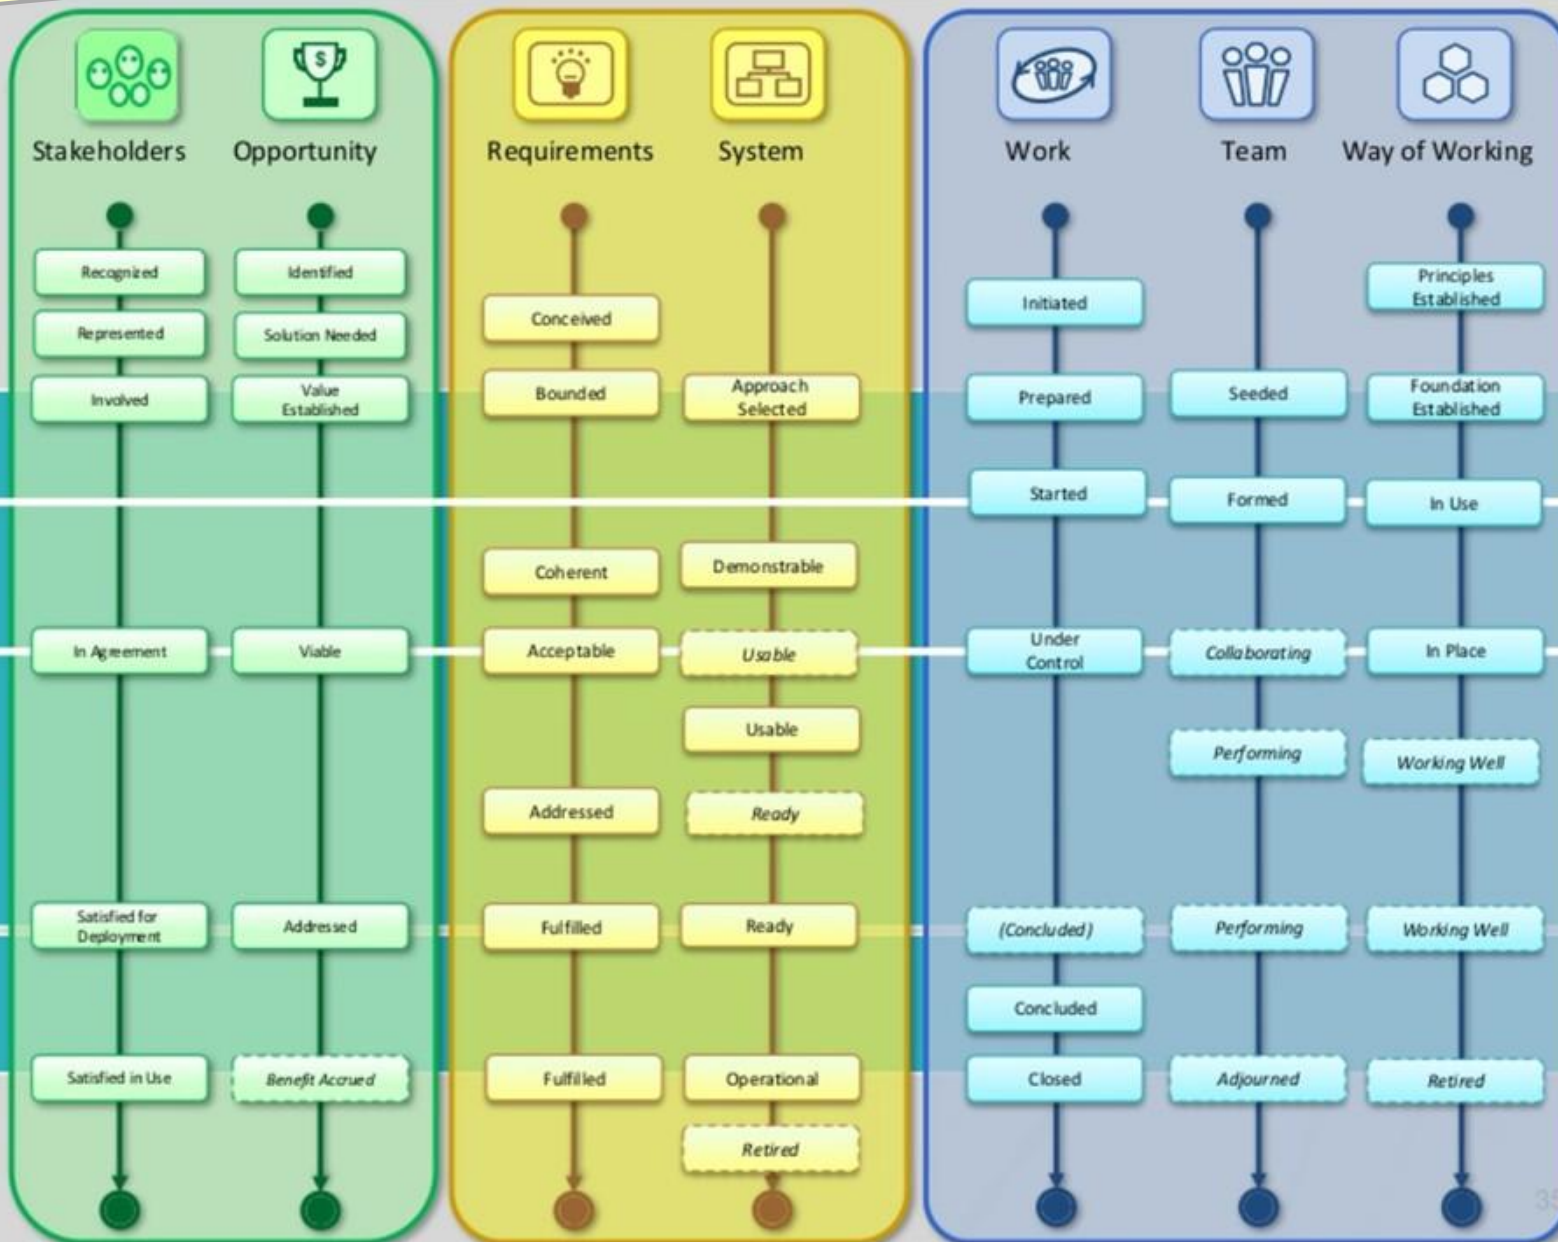 $
Stakeholders
Opportunity
Requirements
System
Work
Team
Way of Working
Recognized
Represented
Involved
In Agreement
Satisfied for
Deployment
Satisfied in Use
Identified
Solution Needed
Value
Established
Viable
Addressed
Benefit Accrued
Conceived
Bounded
Coherent
Acceptable
Addressed
Fulfilled
Fulfilled
Approach
Selected
Demonstrable
Usable
Usable
Ready
Ready
Operational
Retired
Initiated
Prepared
Started
Under
Control
(Concluded)
Concluded
Closed
Seeded
Formed
Collaborating
Performing
Performing
Adjourned
Principles
Established
Foundation
Established
In Use
In Place
Working Well
Working Well
Retired
35